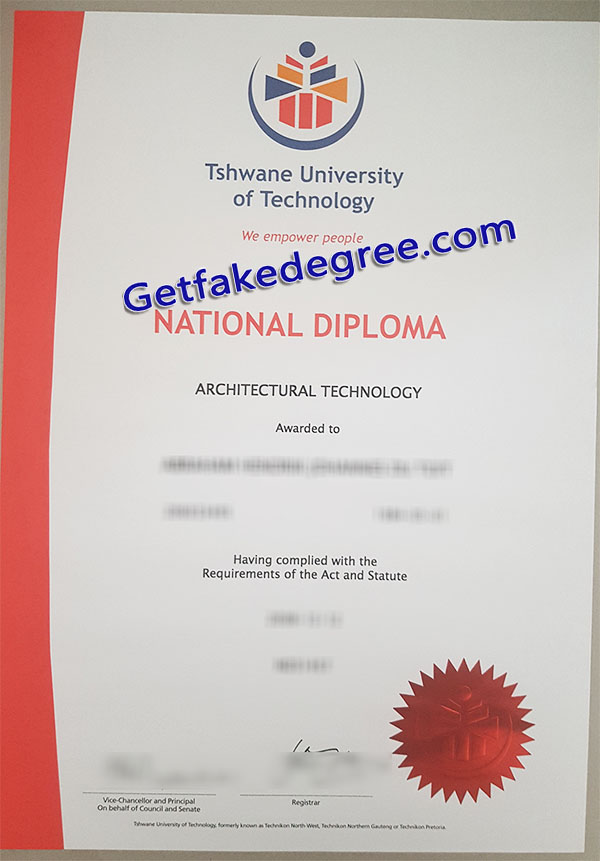 Tshwane University
of Technology
We empower people
Getfakedegree.com
NATIONAL DIPLOMA
ARCHITECTURAL TECHNOLOGY
Awarded to
Having complied with the
Requirements of the Act and Statute
Vice-Chancellor and Principal
On behalf of Council and Senate
Registrar
Tshwane University of Technology, formerly known as Technikon North-West, Technikon Northern Gauteng or Technikon Pretoria.